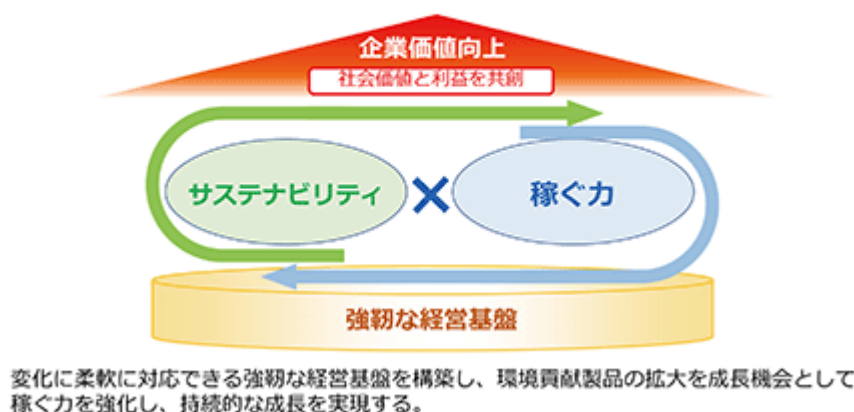 企業価値向上
社会価値と利益を共創
サステナビリティ
×
稼ぐ力
強靭な経営基盤
変化に柔軟に対応できる強靭な経営基盤を構築し、環境貢献製品の拡大を成長機会として
稼ぐ力を強化し、持続的な成長を実現する。